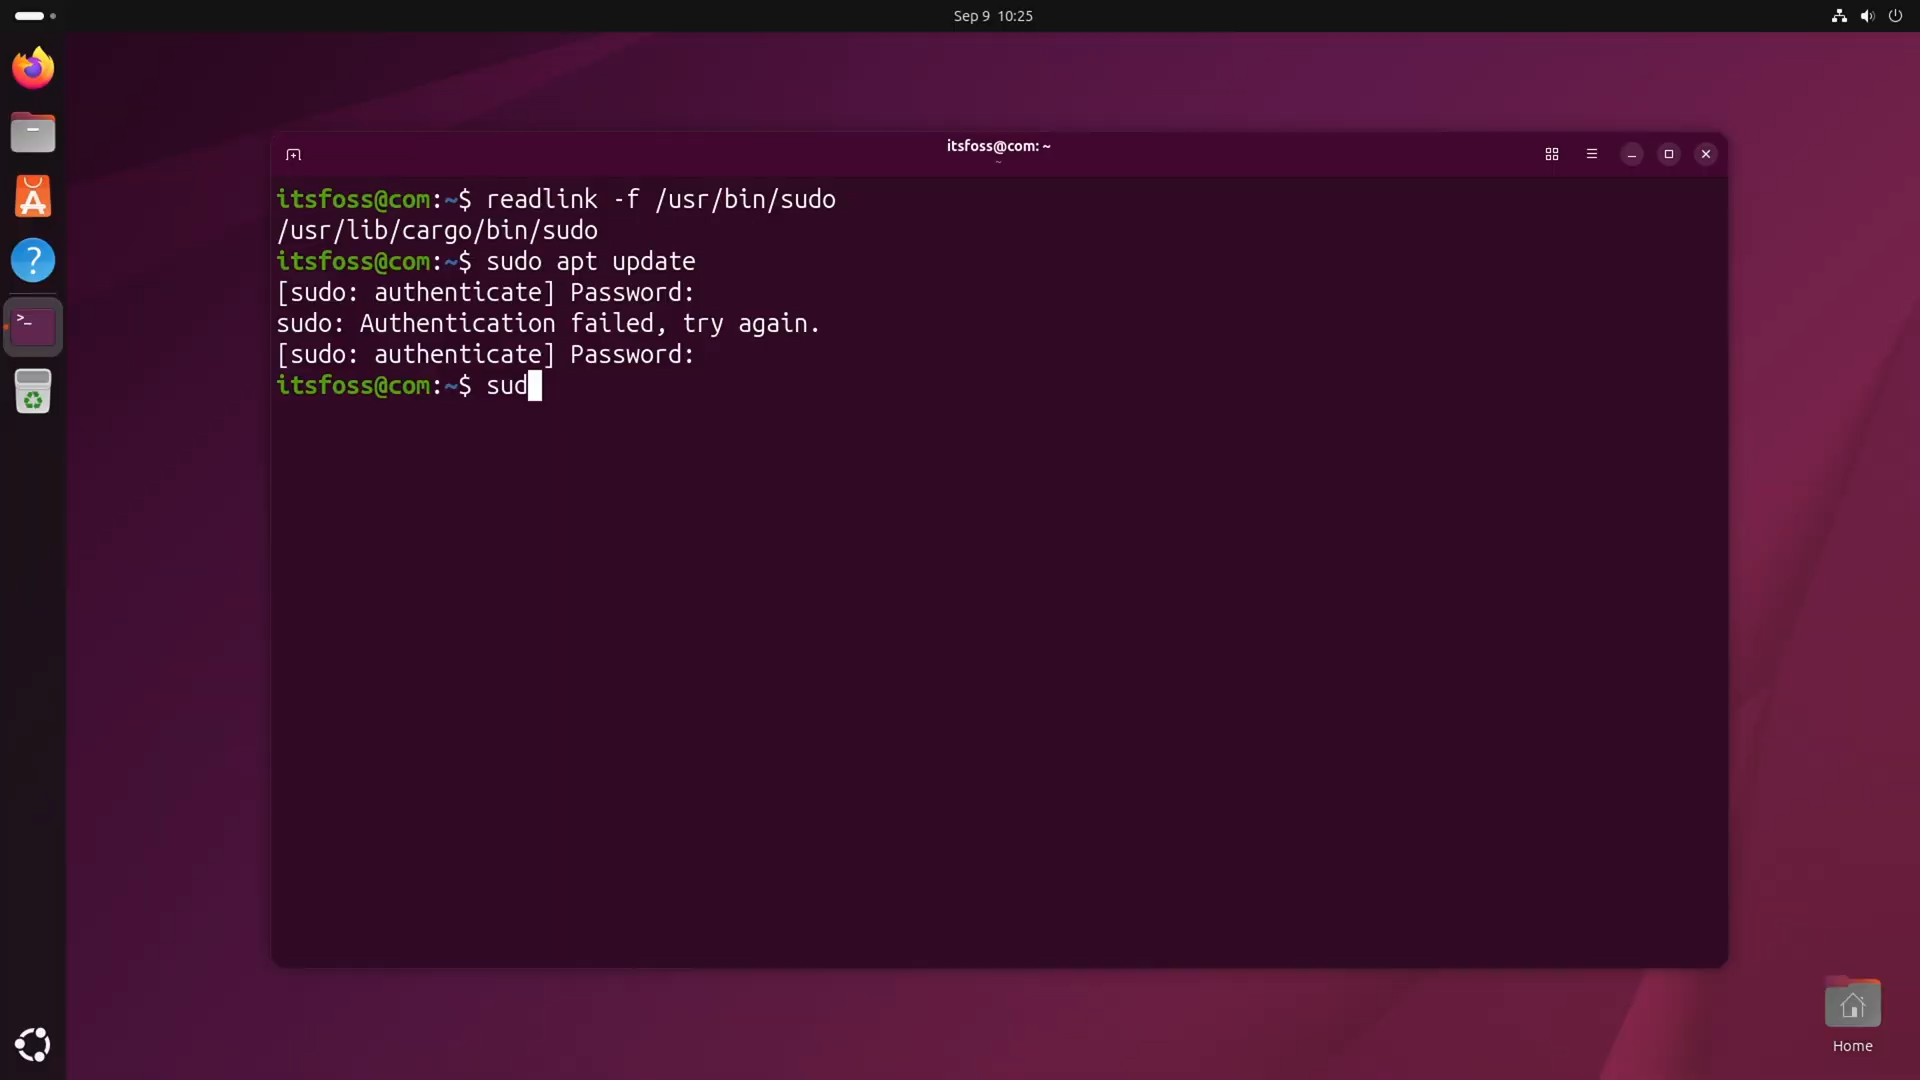 Sep 9 10:25
itsfoss@com: ~
~
itsfoss@com:~$ readlink -f /usr/bin/sudo
/usr/lib/cargo/bin/sudo
itsfoss@com:~$ sudo apt update
[sudo: authenticate] Password:
sudo: Authentication failed, try again.
[sudo: authenticate] Password:
itsfoss@com:~$ sud
Home